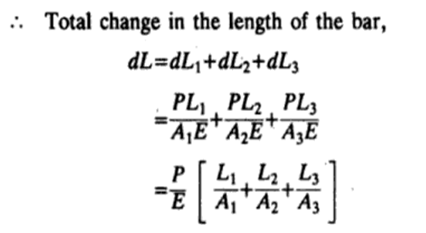 ∴ Total change in the length of the bar,
dL=dL₁+dL₂+dL₃
=PL₁/A₁E+PL₂/A₂E+PL₃/A₃E
=P/E [ L₁/A₁+L₂/A₂+L₃/A₃ ]